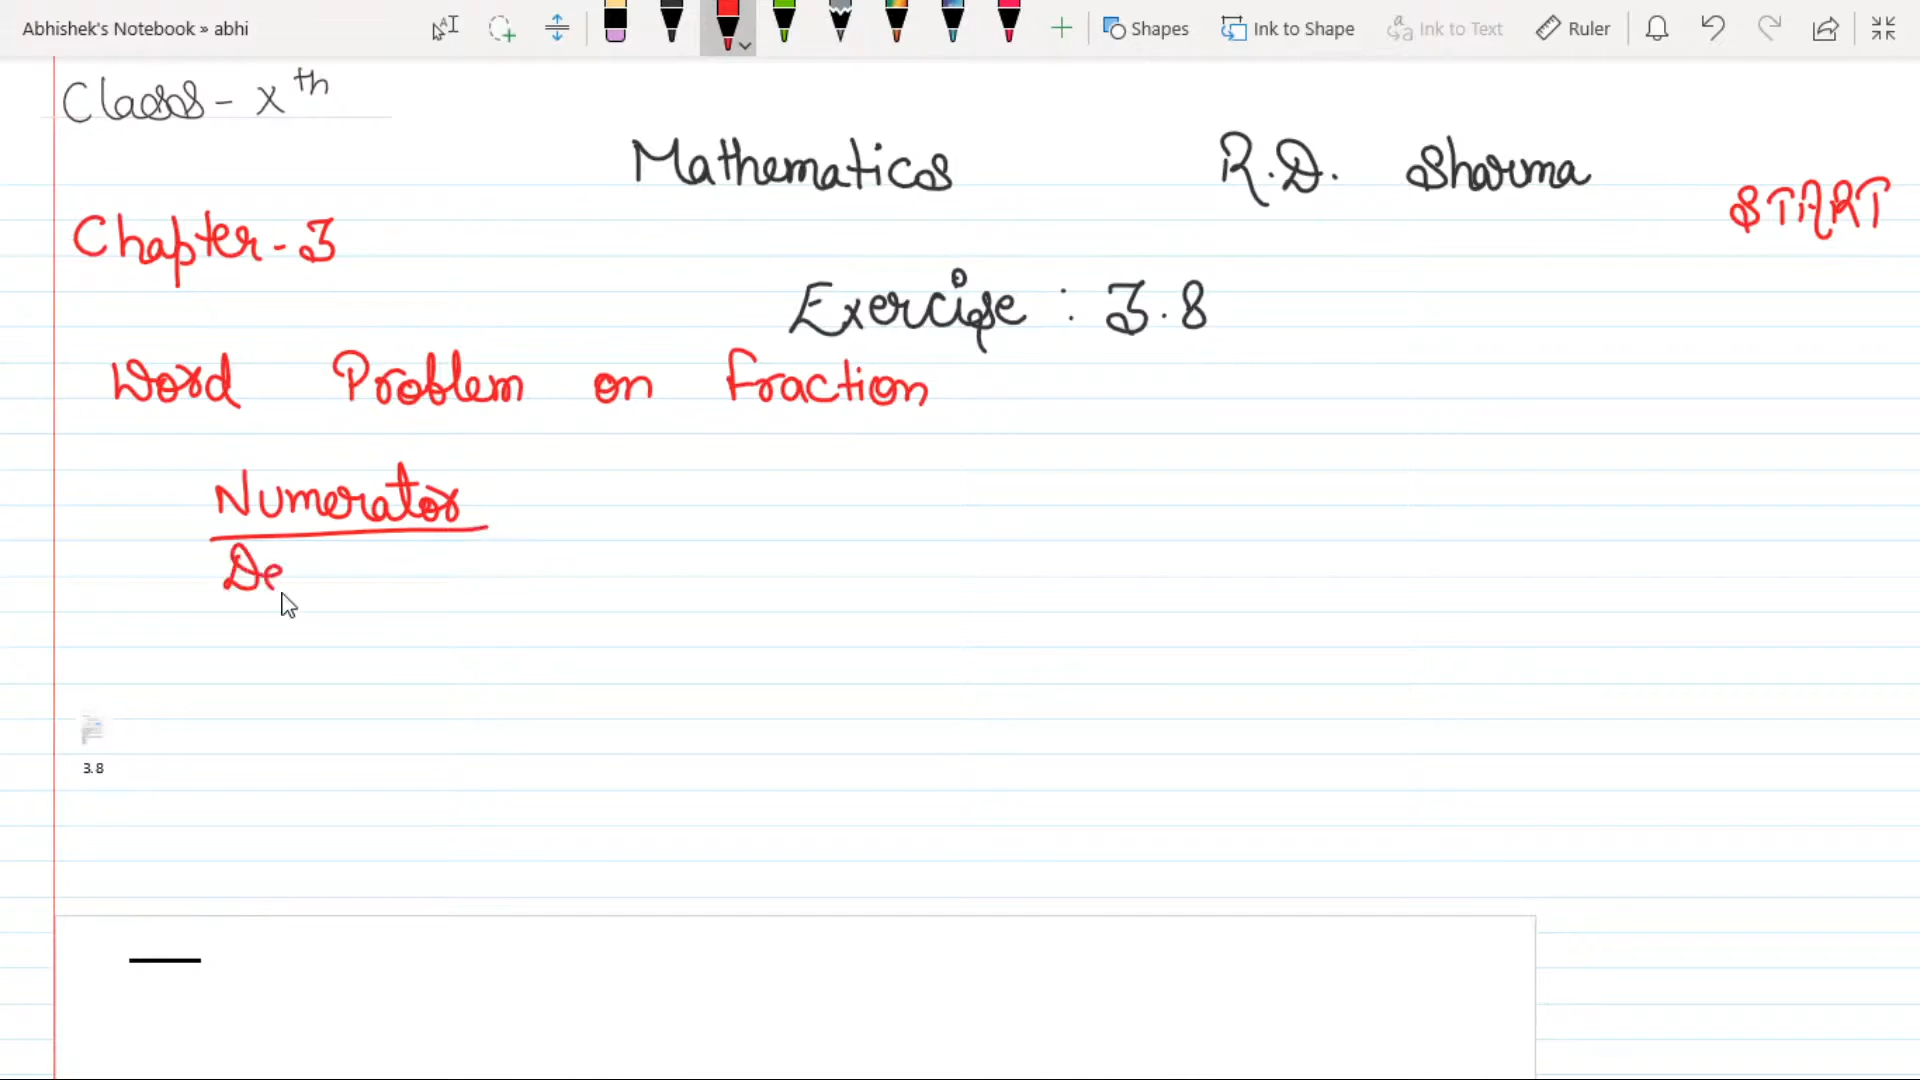 Abhishek's Notebook » abhi
Shapes
Ink to Shape
Ink to Text
Ruler
Class - Xth
Mathematics R.D. Sharma
START
Chapter - 3
Exercise : 3.8
Word Problem on Fraction
Numerator
De
3.8